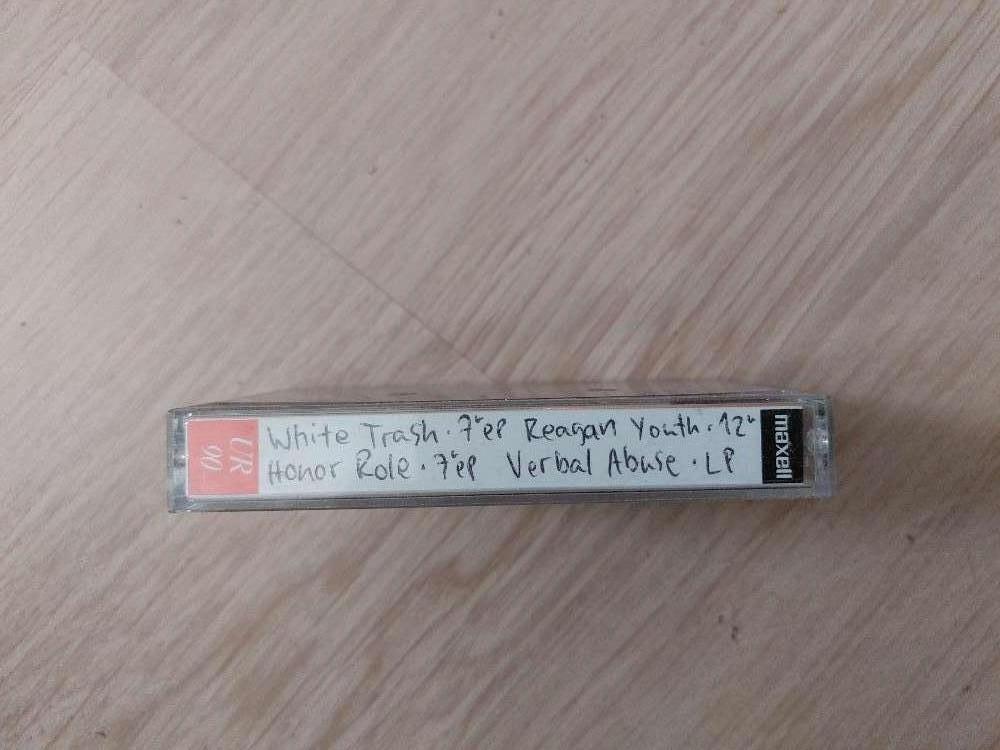 White Trash · 7" ep Reagan Youth · 12"
Honor Role · 7" ep Verbal Abuse · LP
UR 90
maxell